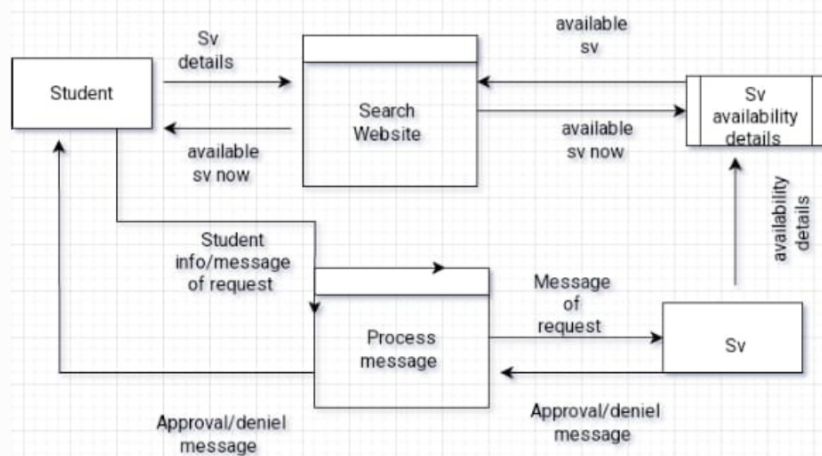 available
sv
Sv
details
Student
Search
Website
Sv
availability
details
available
sv now
available
sv now
availability
details
Student
info/message
of request
Message
of
request
Process
message
Sv
Approval/deniel
message
Approval/deniel
message